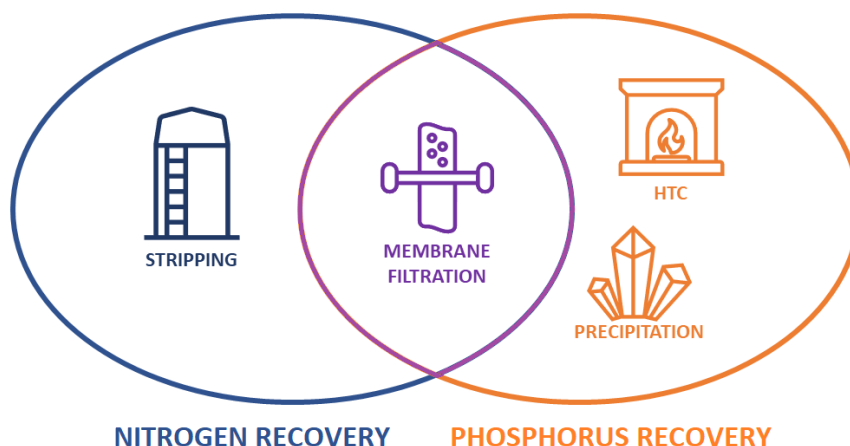 STRIPPING
MEMBRANE
FILTRATION
HTC
PRECIPITATION
NITROGEN RECOVERY
PHOSPHORUS RECOVERY